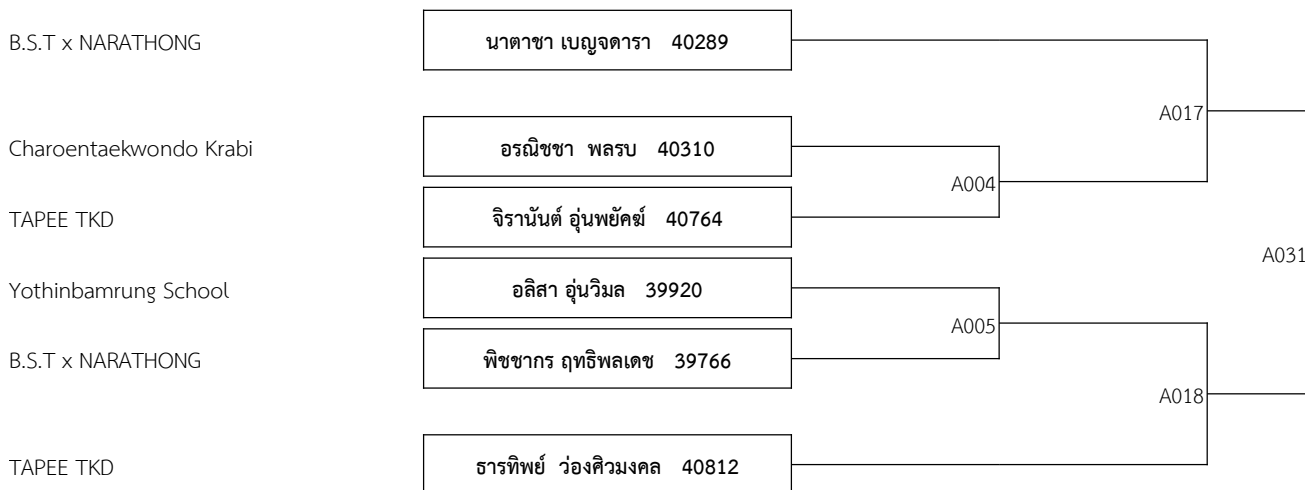 B.S.T x NARATHONG นาตาชา เบญจดารา 40289
A017
Charoentaekwondo Krabi อรณิชชา พลรบ 40310
A004
TAPEE TKD จิรานันต์ อุ่นพยัคฆ์ 40764
A031
Yothinbamrung School อลิสา อุ่นวิมล 39920
A005
B.S.T x NARATHONG พิชชากร ฤทธิพลเดช 39766
A018
TAPEE TKD ธารทิพย์ ว่องศิวมงคล 40812